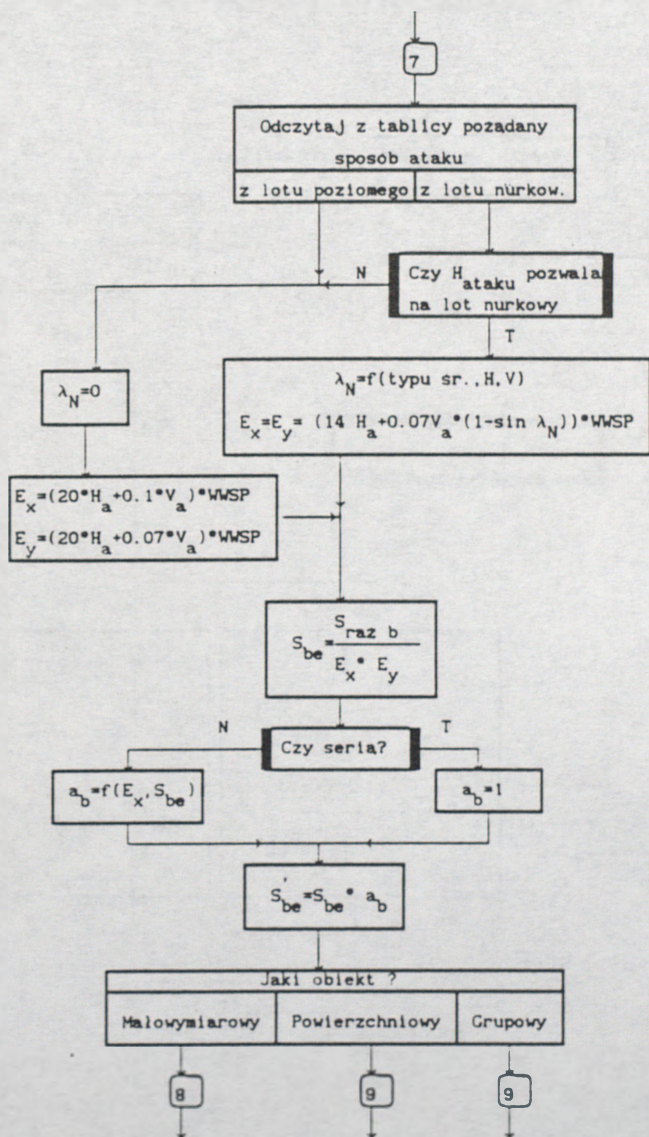 7
Odczytaj z tablicy pożądany
sposób ataku
z lotu poziomego z lotu nurkow.
N
Czy H ataku pozwala
na lot nurkowy
T
λN=0
λN=f(typu sr.,H,V)
Ex=Ey= (14 Ha+0.07Va*(1-sin λN))*WWSP
Ex=(20*Ha+0.1*Va)*WWSP
Ey=(20*Ha+0.07*Va)*WWSP
Sbe= Sraz b
Ex* Ey
N
Czy seria?
T
ab=f(Ex,Sbe)
ab=1
S'be=Sbe* ab
Jaki obiekt ?
Małowymiarowy Powierzchniowy Grupowy
8 9 9